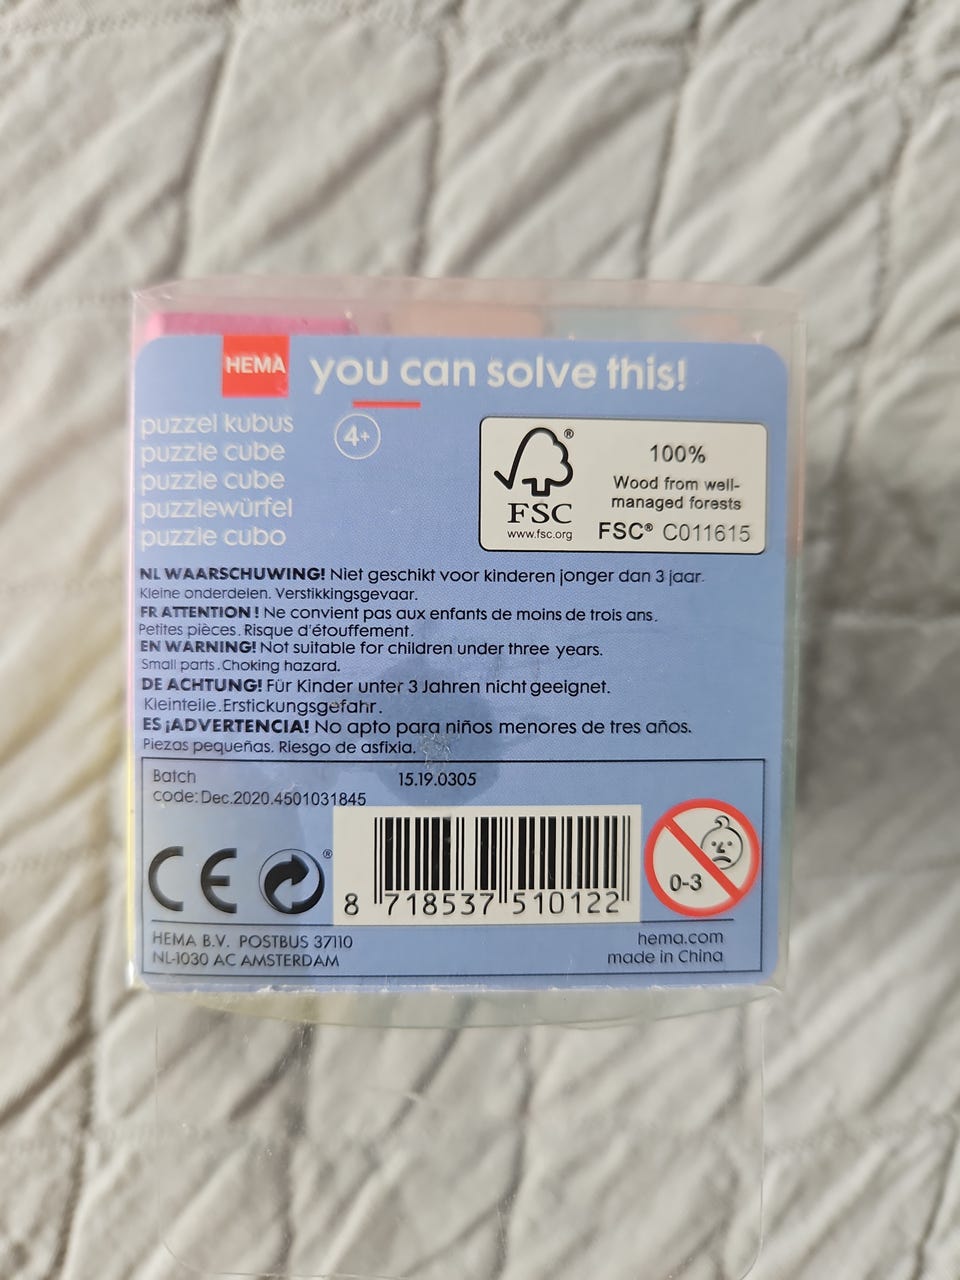 HEMA you can solve this!
puzzel kubus
puzzle cube
puzzle cube
puzzlewürfel
puzzle cubo
4+
®
FSC
www.fsc.org
100%
Wood from well-
managed forests
FSC® C011615
NL WAARSCHUWING! Niet geschikt voor kinderen jonger dan 3 jaar.
Kleine onderdelen. Verstikkingsgevaar.
FR ATTENTION ! Ne convient pas aux enfants de moins de trois ans.
Petites pièces. Risque d'étouffement.
EN WARNING! Not suitable for children under three years.
Small parts. Choking hazard.
DE ACHTUNG! Für Kinder unter 3 Jahren nicht geeignet.
Kleinteile. Erstickungsgefahr.
ES ¡ADVERTENCIA! No apto para niños menores de tres años.
Piezas pequeñas. Riesgo de asfixia.
Batch 15.19.0305
code: Dec.2020.4501031845
CE ®
8 718537 510122
0-3
HEMA B.V. POSTBUS 37110
NL-1030 AC AMSTERDAM
hema.com
made in China